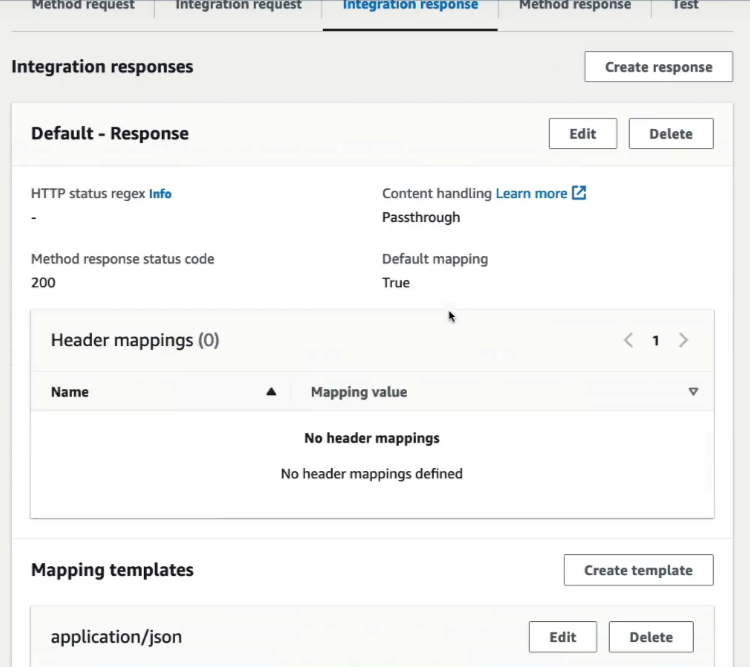 Method request Integration request Integration response Method response Test
Integration responses Create response
Default - Response Edit Delete
HTTP status regex Info Content handling Learn more
- Passthrough
Method response status code Default mapping
200 True
Header mappings (0) 1
Name Mapping value
No header mappings
No header mappings defined
Mapping templates Create template
application/json Edit Delete